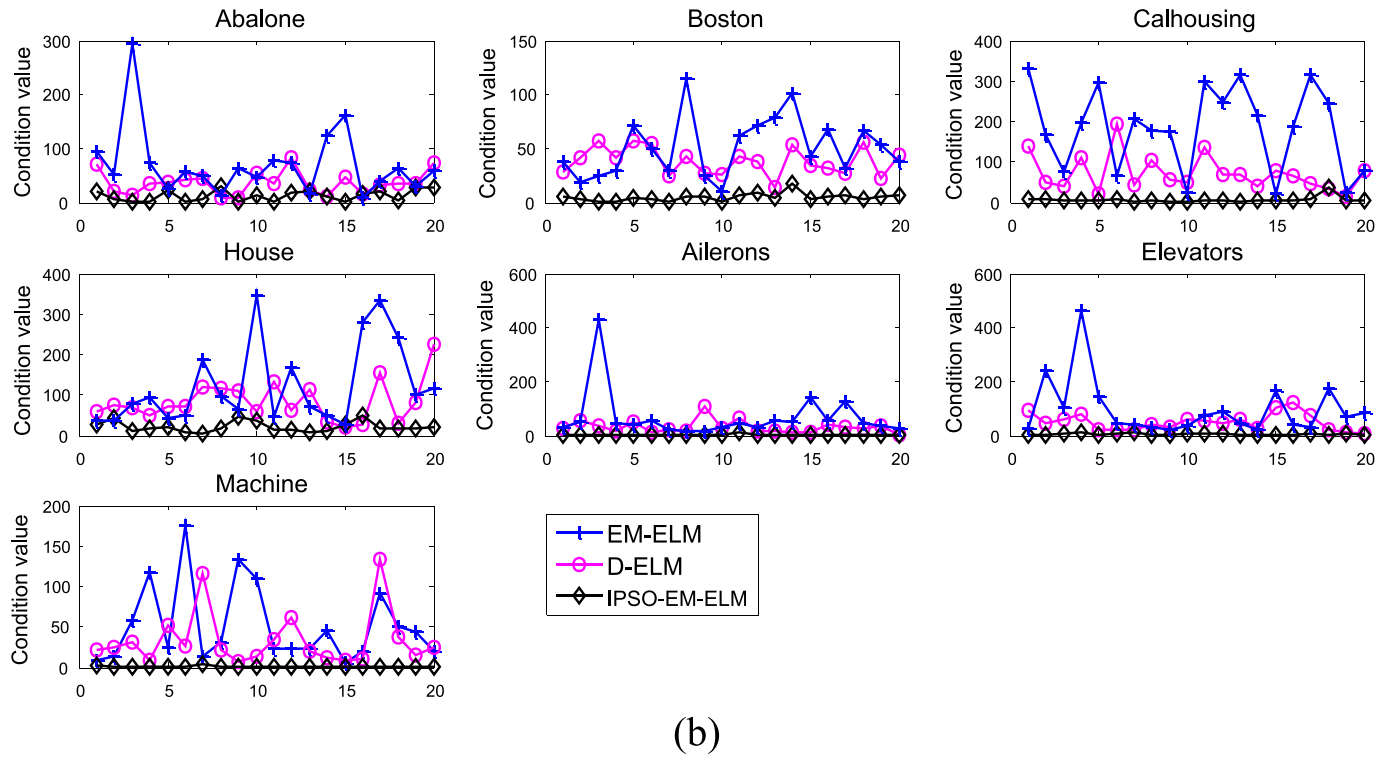 Abalone
Boston
Calhousing
Condition value
300
200
100
0
0 5 10 15 20
Condition value
150
100
50
0
0 5 10 15 20
Condition value
400
300
200
100
0
0 5 10 15 20
House
Ailerons
Elevators
Condition value
400
300
200
100
0
0 5 10 15 20
Condition value
600
400
200
0
0 5 10 15 20
Condition value
600
400
200
0
0 5 10 15 20
Machine
Condition value
200
150
100
50
0
0 5 10 15 20
EM-ELM
D-ELM
IPSO-EM-ELM
(b)